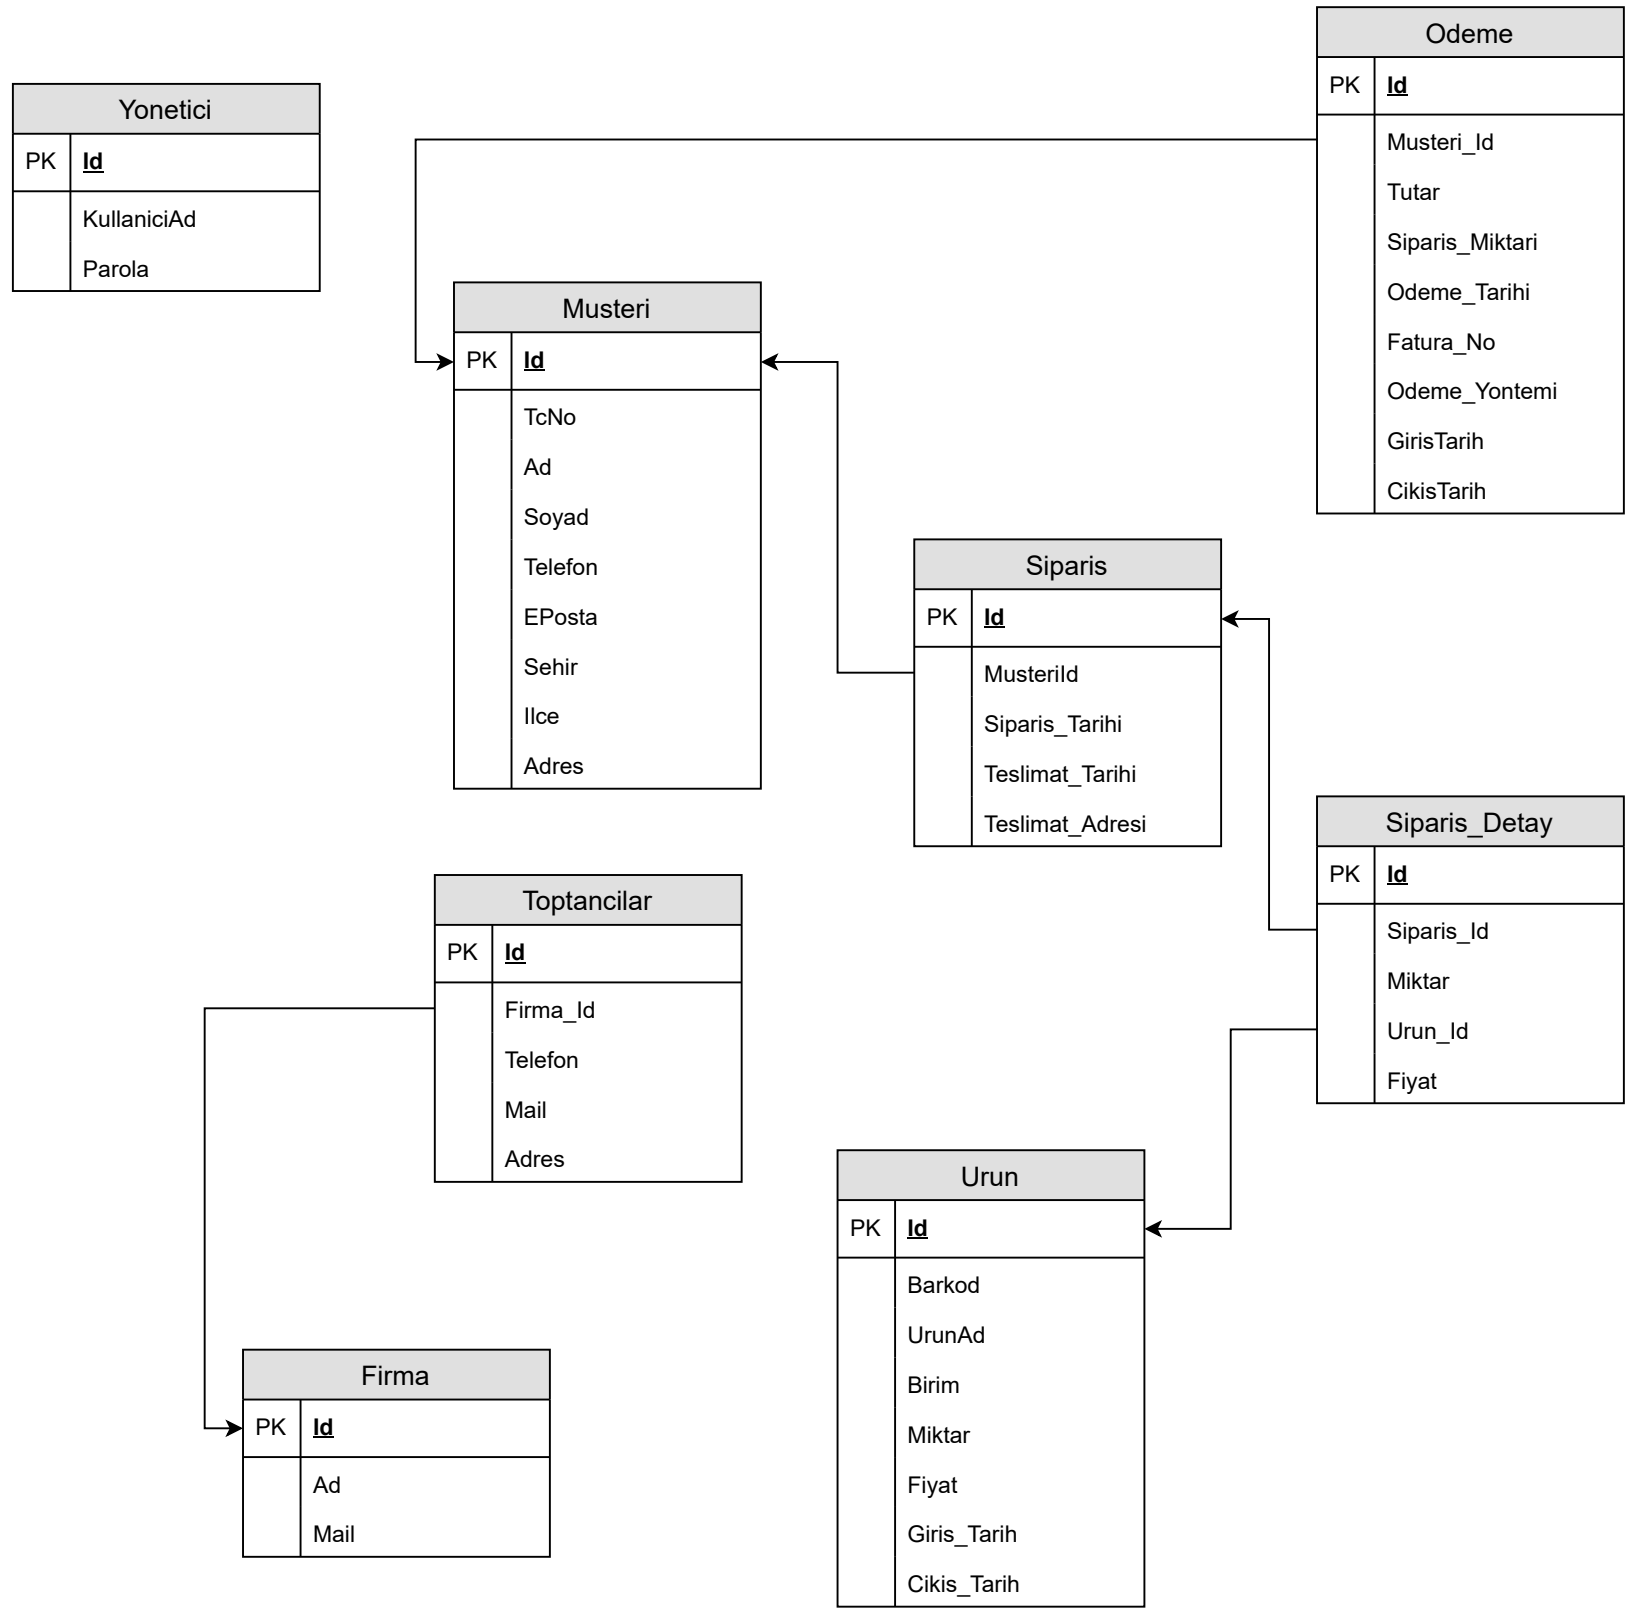 Odeme
PK Id
Musteri_Id
Tutar
Siparis_Miktari
Odeme_Tarihi
Fatura_No
Odeme_Yontemi
GirisTarih
CikisTarih
Yonetici
PK Id
KullaniciAd
Parola
Musteri
PK Id
TcNo
Ad
Soyad
Telefon
EPosta
Sehir
Ilce
Adres
Siparis
PK Id
MusteriId
Siparis_Tarihi
Teslimat_Tarihi
Teslimat_Adresi
Siparis_Detay
PK Id
Siparis_Id
Miktar
Urun_Id
Fiyat
Toptancilar
PK Id
Firma_Id
Telefon
Mail
Adres
Urun
PK Id
Barkod
UrunAd
Birim
Miktar
Fiyat
Giris_Tarih
Cikis_Tarih
Firma
PK Id
Ad
Mail